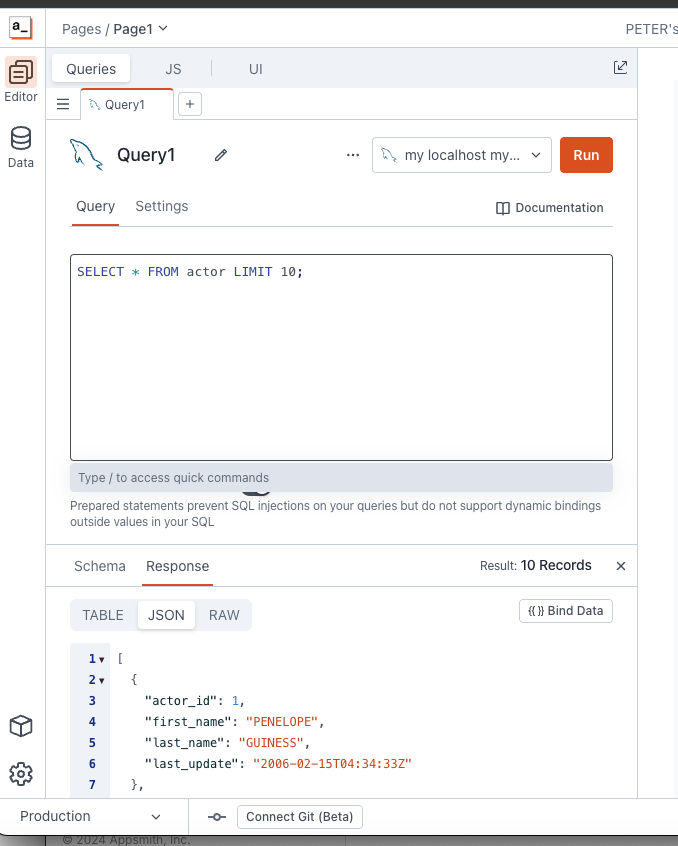 a_
Pages / Page1
PETER's
Editor
Data
Queries JS UI
Query1 +
Query1
my localhost my...
Run
Query Settings
Documentation
SELECT * FROM actor LIMIT 10;
Type / to access quick commands
Prepared statements prevent SQL injections on your queries but do not support dynamic bindings
outside values in your SQL
Schema Response
Result: 10 Records
TABLE JSON RAW
{{ }} Bind Data
1 [
2 {
3 "actor_id": 1,
4 "first_name": "PENELOPE",
5 "last_name": "GUINESS",
6 "last_update": "2006-02-15T04:34:33Z"
7 },
Production
Connect Git (Beta)
© 2024 Appsmith, Inc.